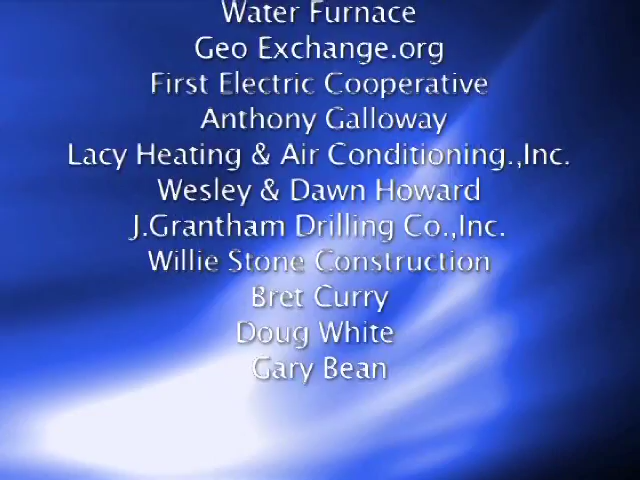 Water Furnace
Geo Exchange.org
First Electric Cooperative
Anthony Galloway
Lacy Heating & Air Conditioning.,Inc.
Wesley & Dawn Howard
J.Grantham Drilling Co.,Inc.
Willie Stone Construction
Bret Curry
Doug White
Gary Bean